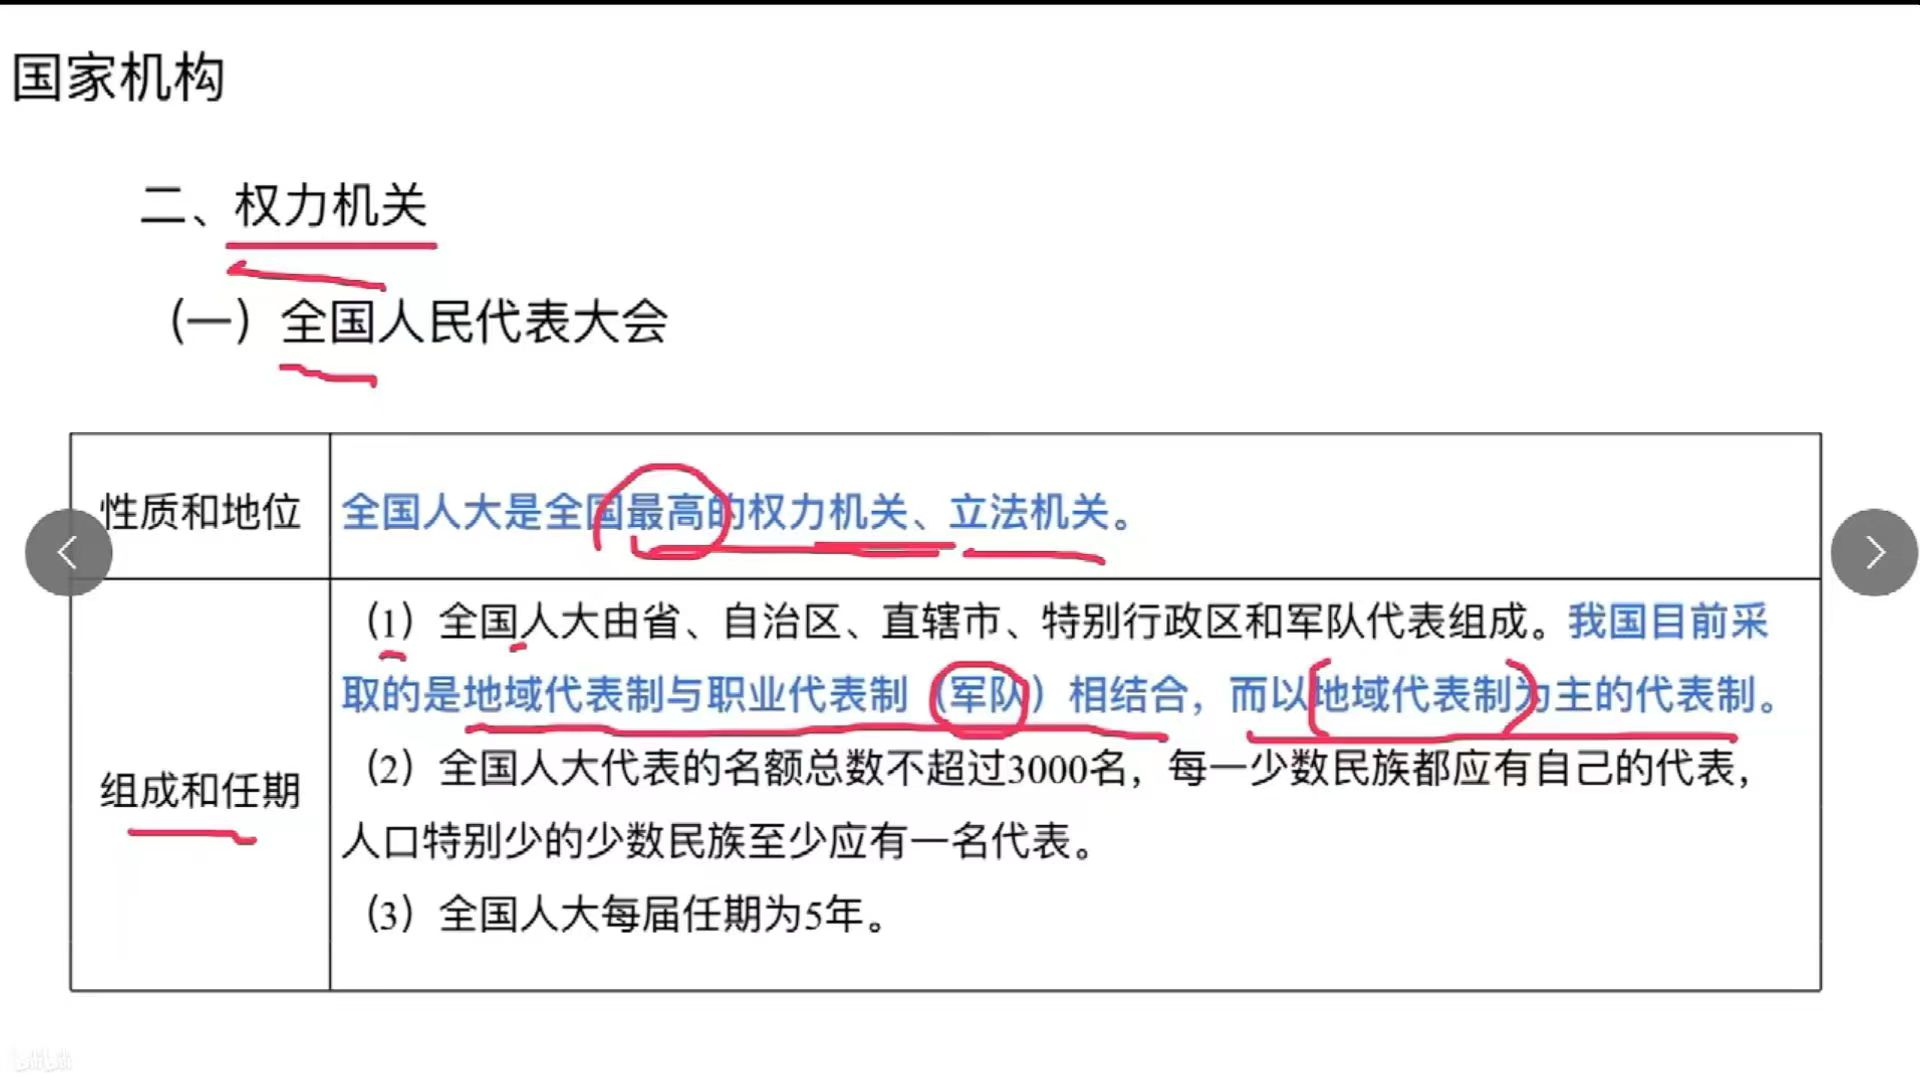 国家机构
二、权力机关
（一）全国人民代表大会
性质和地位
全国人大是全国最高的权力机关、立法机关。
组成和任期
（1）全国人大由省、自治区、直辖市、特别行政区和军队代表组成。我国目前采
取的是地域代表制与职业代表制（军队）相结合，而以地域代表制为主的代表制。
（2）全国人大代表的名额总数不超过3000名，每一少数民族都应有自己的代表，
人口特别少的少数民族至少应有一名代表。
（3）全国人大每届任期为5年。
bilibili